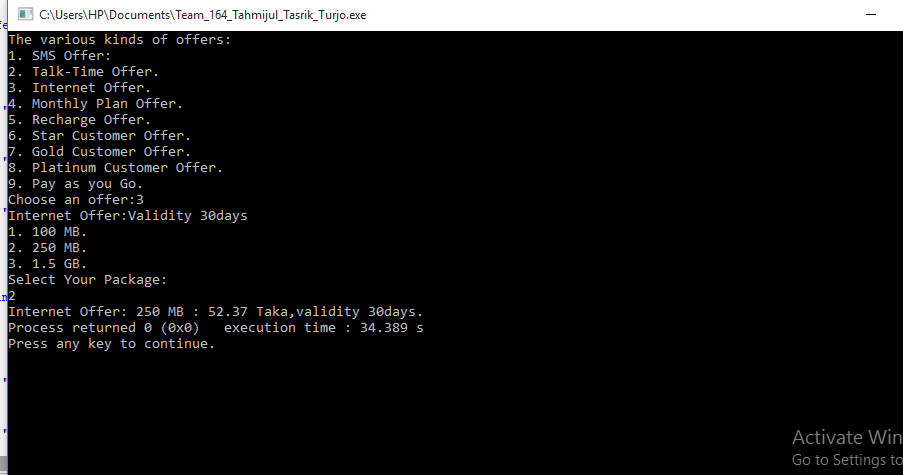 C:\Users\HP\Documents\Team_164_Tahmijul_Tasrik_Turjo.exe
The various kinds of offers:
1. SMS Offer:
2. Talk-Time Offer.
3. Internet Offer.
4. Monthly Plan Offer.
5. Recharge Offer.
6. Star Customer Offer.
7. Gold Customer Offer.
8. Platinum Customer Offer.
9. Pay as you Go.
Choose an offer:3
Internet Offer:Validity 30days
1. 100 MB.
2. 250 MB.
3. 1.5 GB.
Select Your Package:
2
Internet Offer: 250 MB : 52.37 Taka,validity 30days.
Process returned 0 (0x0)   execution time : 34.389 s
Press any key to continue.
Activate Win
Go to Settings to